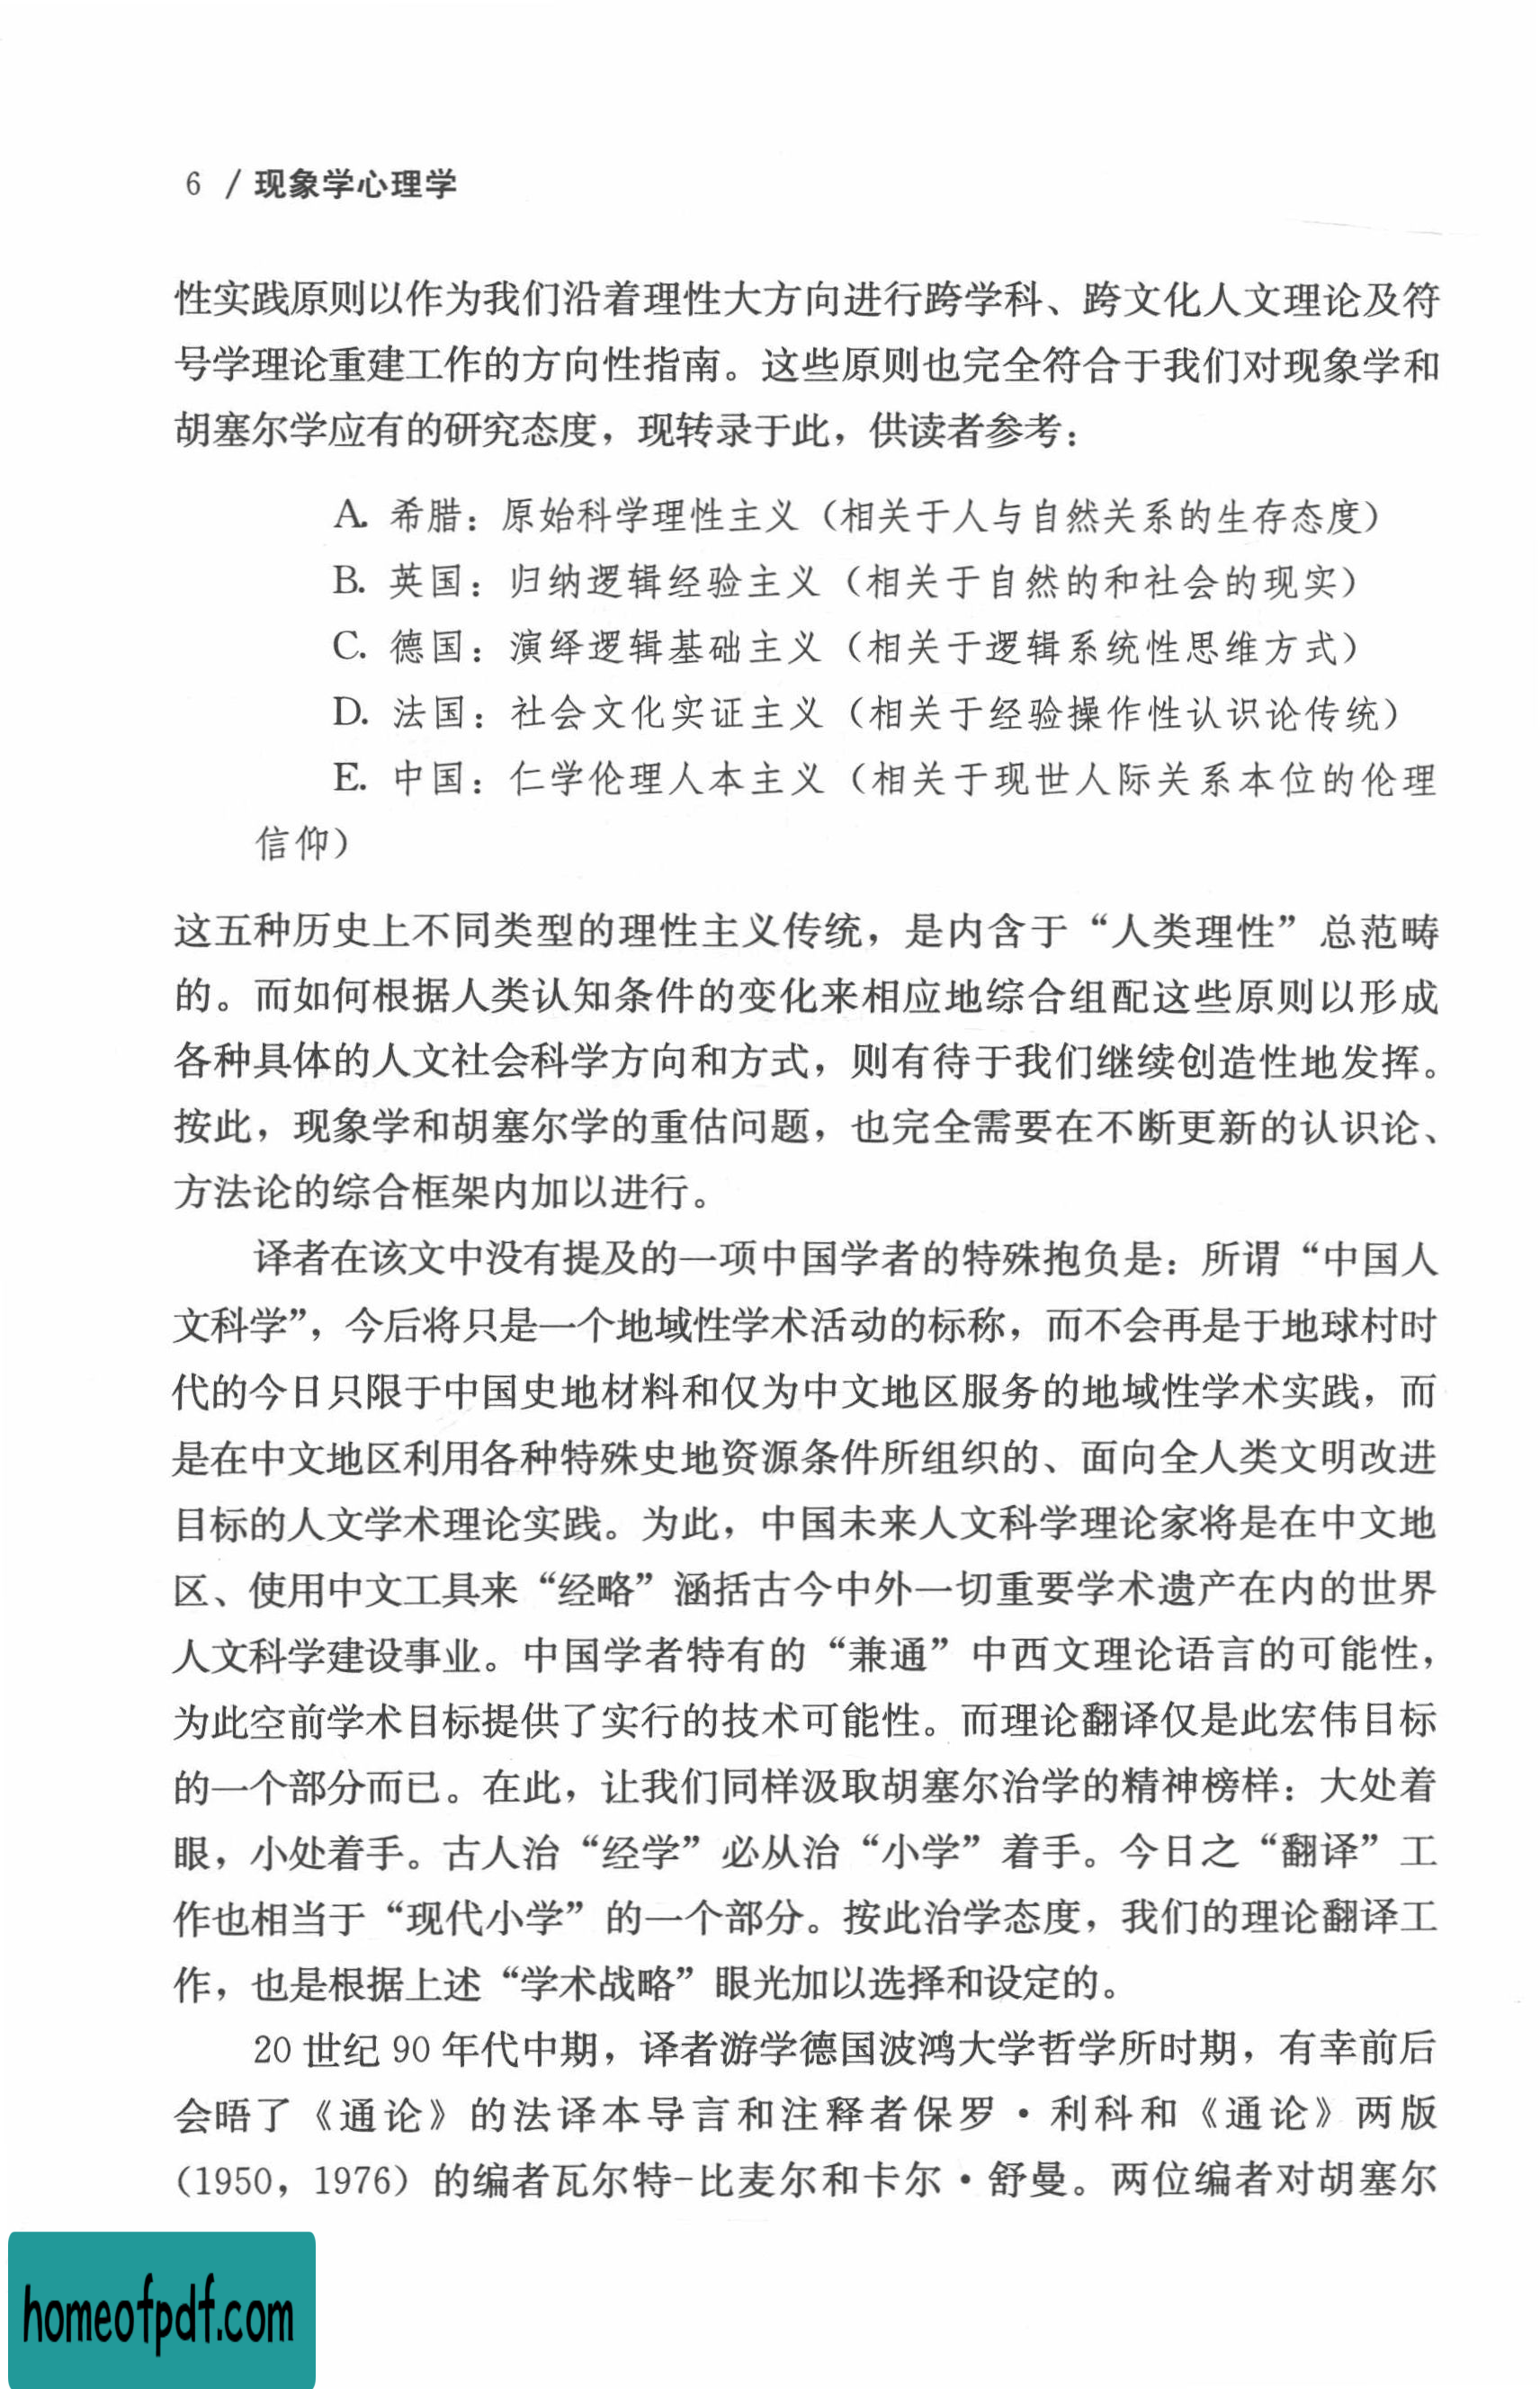 6 / 现象学心理学
性实践原则以作为我们沿着理性大方向进行跨学科、跨文化人文理论及符
号学理论重建工作的方向性指南。这些原则也完全符合于我们对现象学和
胡塞尔学应有的研究态度，现转录于此，供读者参考：
A. 希腊：原始科学理性主义（相关于人与自然关系的生存态度）
B. 英国：归纳逻辑经验主义（相关于自然的和社会的现实）
C. 德国：演绎逻辑基础主义（相关于逻辑系统性思维方式）
D. 法国：社会文化实证主义（相关于经验操作性认识论传统）
E. 中国：仁学伦理人本主义（相关于现世人际关系本位的伦理
信仰）
这五种历史上不同类型的理性主义传统，是内含于“人类理性”总范畴
的。而如何根据人类认知条件的变化来相应地综合组配这些原则以形成
各种具体的人文社会科学方向和方式，则有待于我们继续创造性地发挥。
按此，现象学和胡塞尔学的重估问题，也完全需要在不断更新的认识论、
方法论的综合框架内加以进行。
译者在该文中没有提及的一项中国学者的特殊抱负是：所谓“中国人
文科学”，今后将只是一个地域性学术活动的标称，而不会再是于地球村时
代的今日只限于中国史地材料和仅为中文地区服务的地域性学术实践，而
是在中文地区利用各种特殊史地资源条件所组织的、面向全人类文明改进
目标的人文学术理论实践。为此，中国未来人文科学理论家将是在中文地
区、使用中文工具来“经略”涵括古今中外一切重要学术遗产在内的世界
人文科学建设事业。中国学者特有的“兼通”中西文理论语言的可能性，
为此空前学术目标提供了实行的技术可能性。而理论翻译仅是此宏伟目标
的一个部分而已。在此，让我们同样汲取胡塞尔治学的精神榜样：大处着
眼，小处着手。古人治“经学”必从治“小学”着手。今日之“翻译”工
作也相当于“现代小学”的一个部分。按此治学态度，我们的理论翻译工
作，也是根据上述“学术战略”眼光加以选择和设定的。
20 世纪 90 年代中期，译者游学德国波鸿大学哲学所时期，有幸前后
会晤了《通论》的法译本导言和注释者保罗·利科和《通论》两版
（1950，1976）的编者瓦尔特-比麦尔和卡尔·舒曼。两位编者对胡塞尔
homeofpdf.com